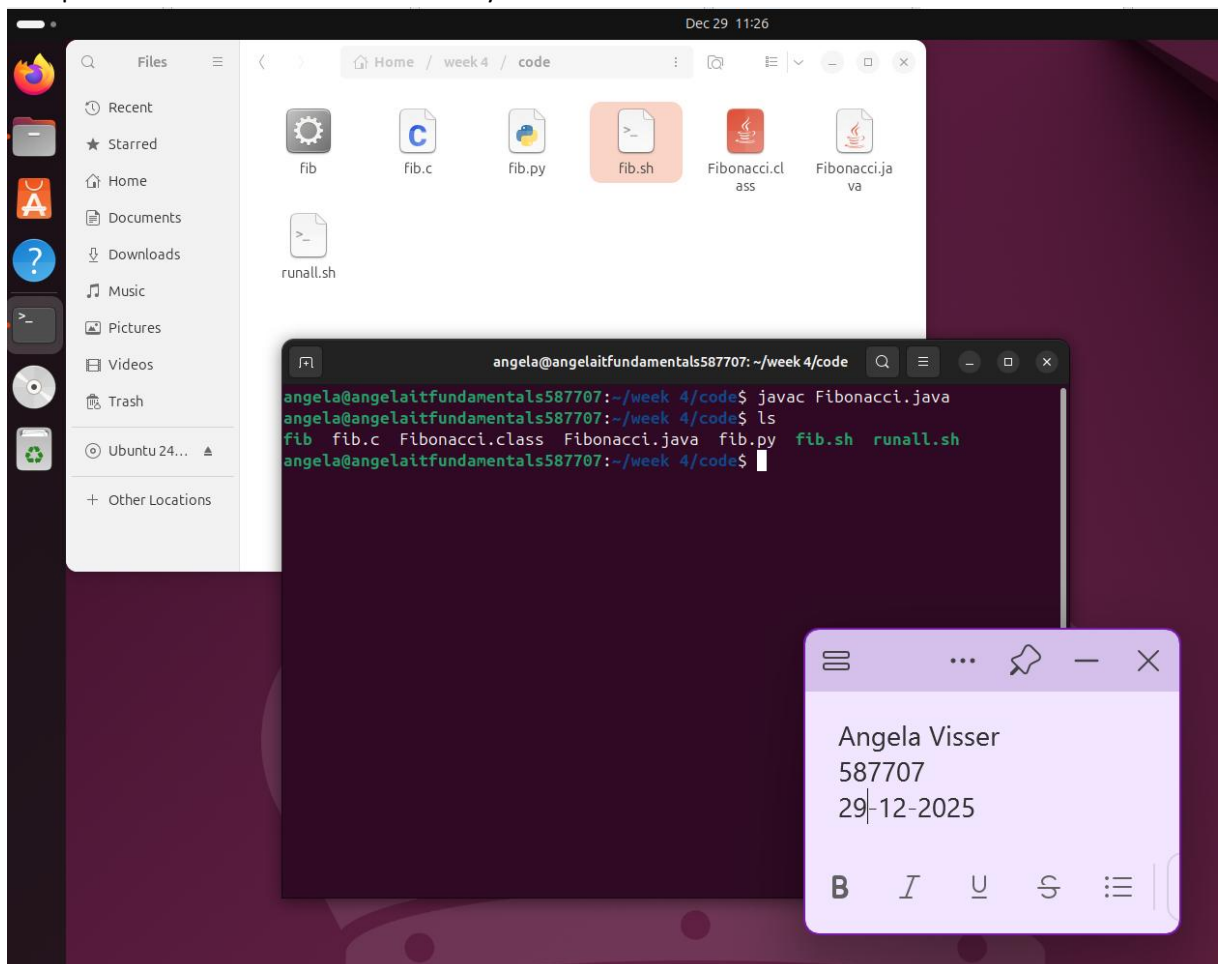 Dec 29 11:26
Files
Home / week 4 / code
Recent
Starred
Home
Documents
Downloads
Music
Pictures
Videos
Trash
Ubuntu 24...
+ Other Locations
fib
fib.c
fib.py
fib.sh
Fibonacci.cl
ass
Fibonacci.ja
va
runall.sh
angela@angelaitfundamentals587707: ~/week 4/code
angela@angelaitfundamentals587707:~/week 4/code$ javac Fibonacci.java
angela@angelaitfundamentals587707:~/week 4/code$ ls
fib fib.c Fibonacci.class Fibonacci.java fib.py fib.sh runall.sh
angela@angelaitfundamentals587707:~/week 4/code$
Angela Visser
587707
29-12-2025
B I U S